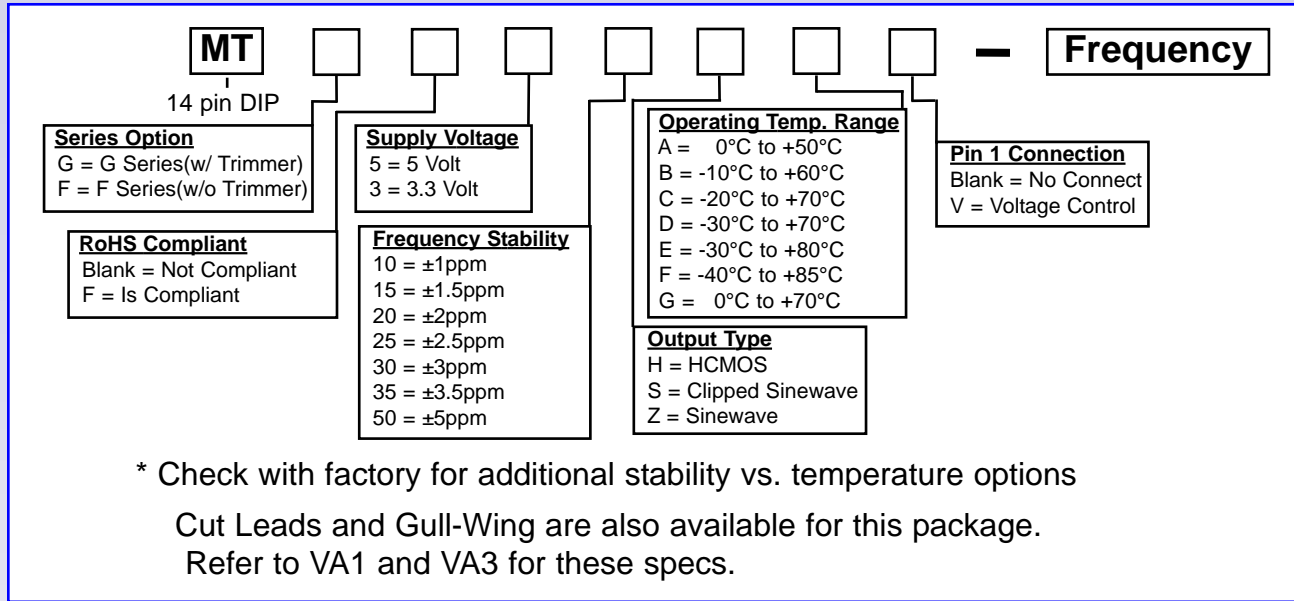 MT – Frequency
14 pin DIP
Series Option
G = G Series(w/ Trimmer)
F = F Series(w/o Trimmer)
RoHS Compliant
Blank = Not Compliant
F = Is Compliant
Supply Voltage
5 = 5 Volt
3 = 3.3 Volt
Frequency Stability
10 = ±1ppm
15 = ±1.5ppm
20 = ±2ppm
25 = ±2.5ppm
30 = ±3ppm
35 = ±3.5ppm
50 = ±5ppm
Operating Temp. Range
A = 0°C to +50°C
B = -10°C to +60°C
C = -20°C to +70°C
D = -30°C to +70°C
E = -30°C to +80°C
F = -40°C to +85°C
G = 0°C to +70°C
Output Type
H = HCMOS
S = Clipped Sinewave
Z = Sinewave
Pin 1 Connection
Blank = No Connect
V = Voltage Control
* Check with factory for additional stability vs. temperature options
Cut Leads and Gull-Wing are also available for this package.
Refer to VA1 and VA3 for these specs.